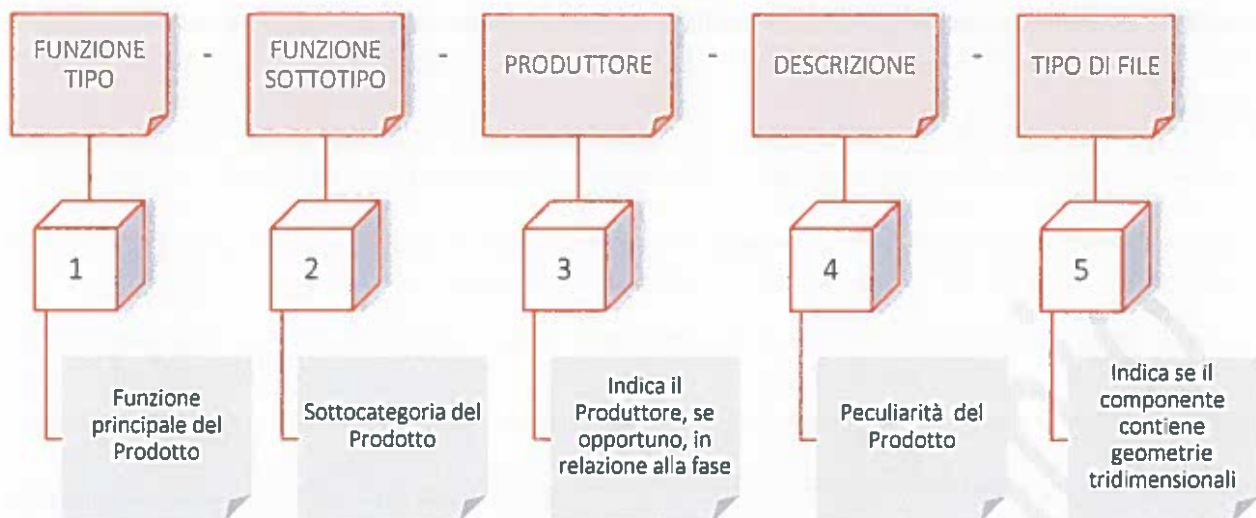 FUNZIONE
TIPO
-
FUNZIONE
SOTTOTIPO
-
PRODUTTORE
-
DESCRIZIONE
-
TIPO DI FILE
1
2
3
4
5
Funzione
principale del
Prodotto
Sottocategoria del
Prodotto
Indica il
Produttore, se
opportuno, in
relazione alla fase
Peculiarità del
Prodotto
Indica se il
componente
contiene
geometrie
tridimensionali